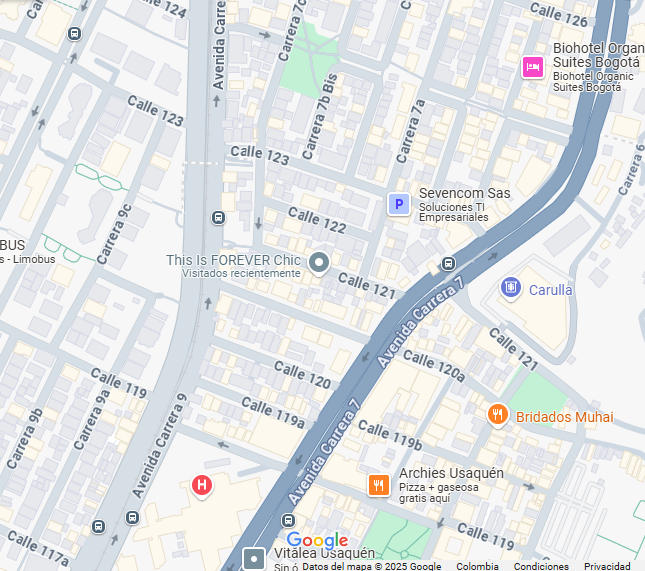 Calle 124
Avenida Carre
Carrera 7c
Calle 126
Biohotel Organ
Suites Bogotá
Biohotel Organic
Suites Bogotá
Calle 123
Carrera 7b Bis
Carrera 7a
Calle 123
Carrera 6
Carrera 9c
Sevencom Sas
Soluciones TI
Empresariales
Calle 122
BUS
s - Limobus
This Is FOREVER Chic
Visitados recientemente
Calle 121
Carulla
Avenida Carrera 7
Calle 121
Calle 120a
Calle 120
Calle 119
Carrera 9a
Carrera 9b
Avenida Carrera 9
Calle 119a
Avenida Carrera 7
Bridados Muhai
Calle 119b
Archies Usaquén
Pizza + gaseosa
gratis aquí
H
P
Calle 119
Calle 117a
Google
Vitálea Usaquén
Sin ó
Datos del mapa © 2025 Google
Colombia
Condiciones
Privacidad